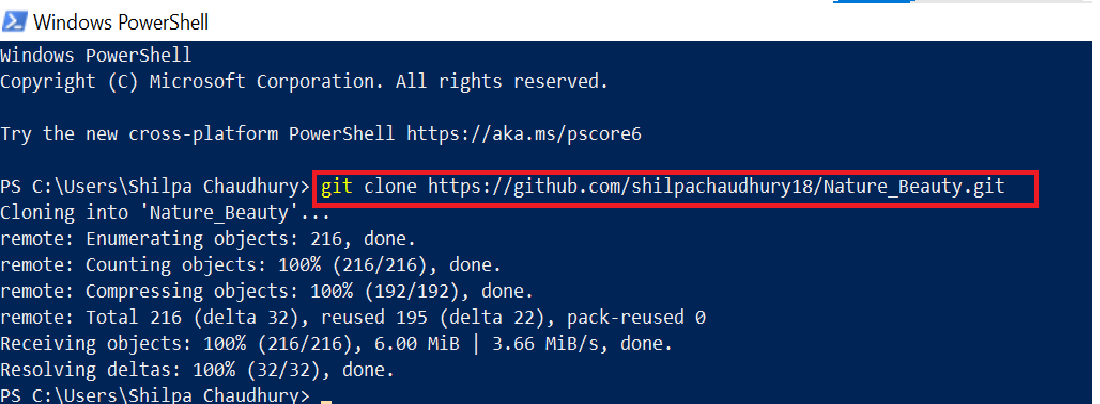 Windows PowerShell
Windows PowerShell
Copyright (C) Microsoft Corporation. All rights reserved.
Try the new cross-platform PowerShell https://aka.ms/pscore6
PS C:\Users\Shilpa Chaudhury> git clone https://github.com/shilpachaudhury18/Nature_Beauty.git
Cloning into 'Nature_Beauty'...
remote: Enumerating objects: 216, done.
remote: Counting objects: 100% (216/216), done.
remote: Compressing objects: 100% (192/192), done.
remote: Total 216 (delta 32), reused 195 (delta 22), pack-reused 0
Receiving objects: 100% (216/216), 6.00 MiB | 3.66 MiB/s, done.
Resolving deltas: 100% (32/32), done.
PS C:\Users\Shilpa Chaudhury> _